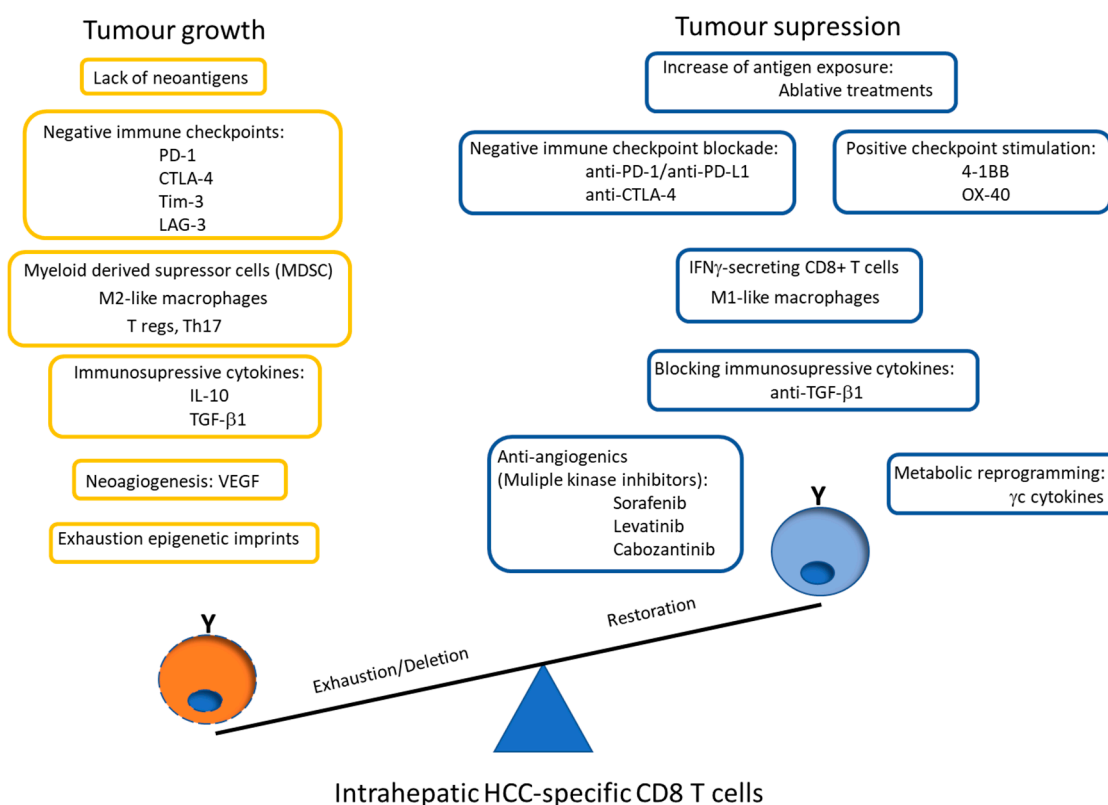 Tumour growth
Lack of neoantigens
Negative immune checkpoints:
PD-1
CTLA-4
Tim-3
LAG-3
Myeloid derived supressor cells (MDSC)
M2-like macrophages
T regs, Th17
Immunosupressive cytokines:
IL-10
TGF-β1
Neoagiogenesis: VEGF
Exhaustion epigenetic imprints
Tumour supression
Increase of antigen exposure:
Ablative treatments
Negative immune checkpoint blockade:
anti-PD-1/anti-PD-L1
anti-CTLA-4
Positive checkpoint stimulation:
4-1BB
OX-40
IFNγ-secreting CD8+ T cells
M1-like macrophages
Blocking immunosupressive cytokines:
anti-TGF-β1
Anti-angiogenics
(Muliple kinase inhibitors):
Sorafenib
Levatinib
Cabozantinib
Metabolic reprogramming:
γc cytokines
Y
Y
Exhaustion/Deletion
Restoration
Intrahepatic HCC-specific CD8 T cells